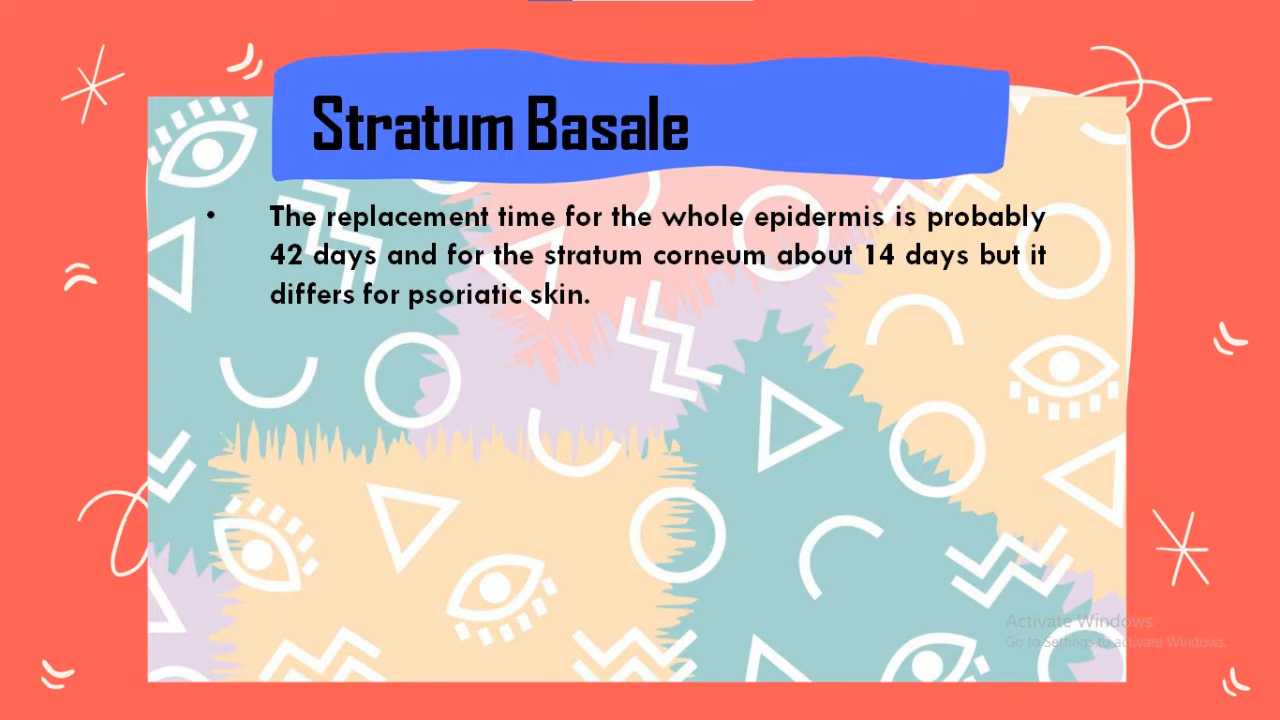 Stratum Basale
• The replacement time for the whole epidermis is probably
42 days and for the stratum corneum about 14 days but it
differs for psoriatic skin.
Activate Windows
Go to Settings to activate Windows.